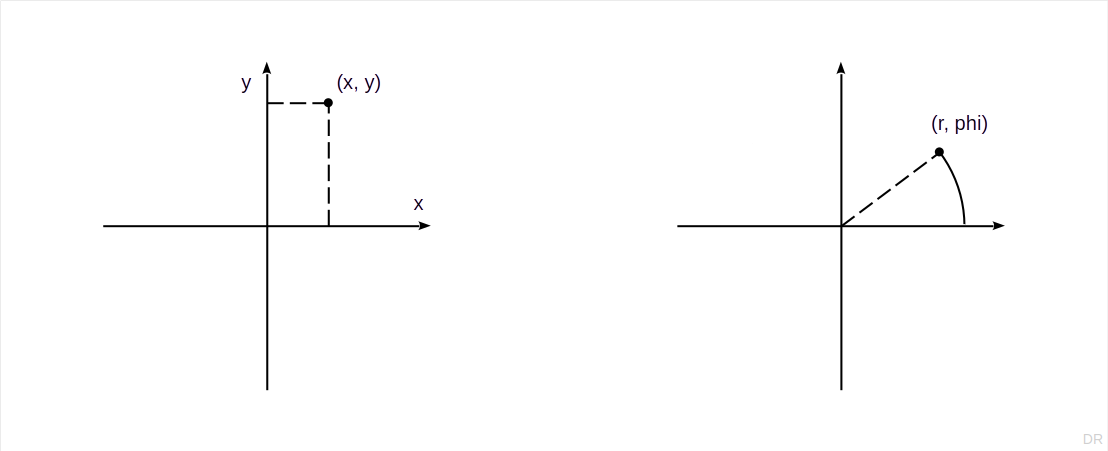 y
(x, y)
x
(r, phi)
DR